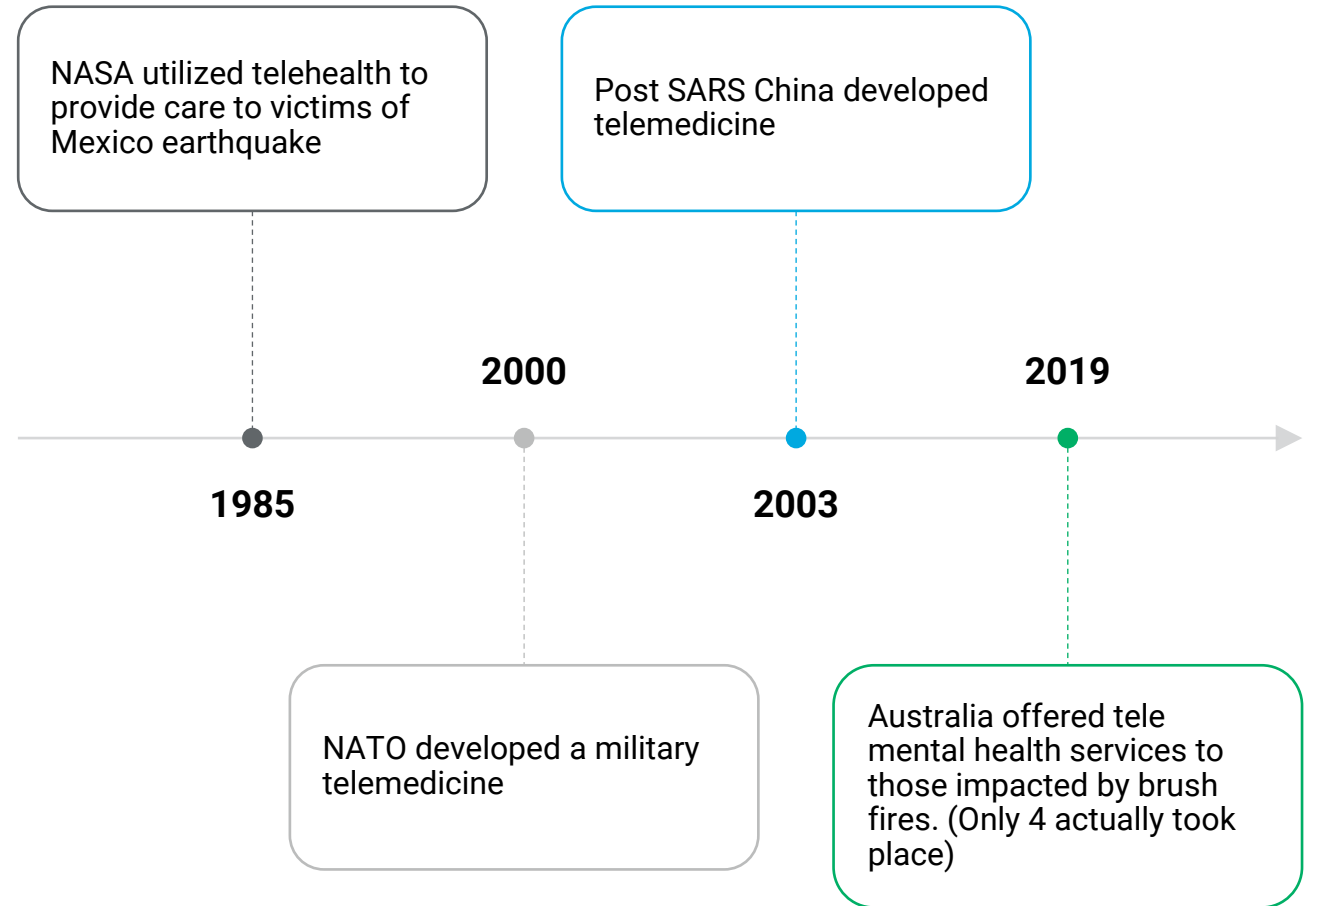 NASA utilized telehealth to
provide care to victims of
Mexico earthquake
Post SARS China developed
telemedicine
2000
2019
1985
2003
NATO developed a military
telemedicine
Australia offered tele
mental health services to
those impacted by brush
fires. (Only 4 actually took
place)